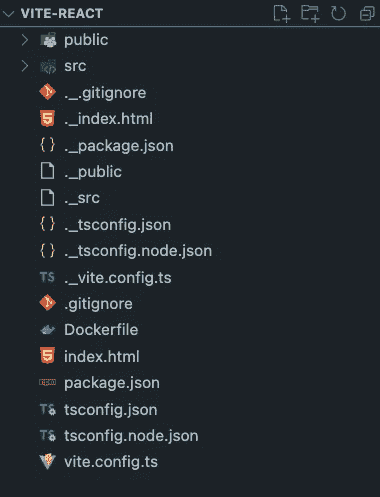 VITE-REACT
public
src
._.gitignore
._index.html
._package.json
._public
._src
._tsconfig.json
._tsconfig.node.json
._vite.config.ts
.gitignore
Dockerfile
index.html
package.json
tsconfig.json
tsconfig.node.json
vite.config.ts